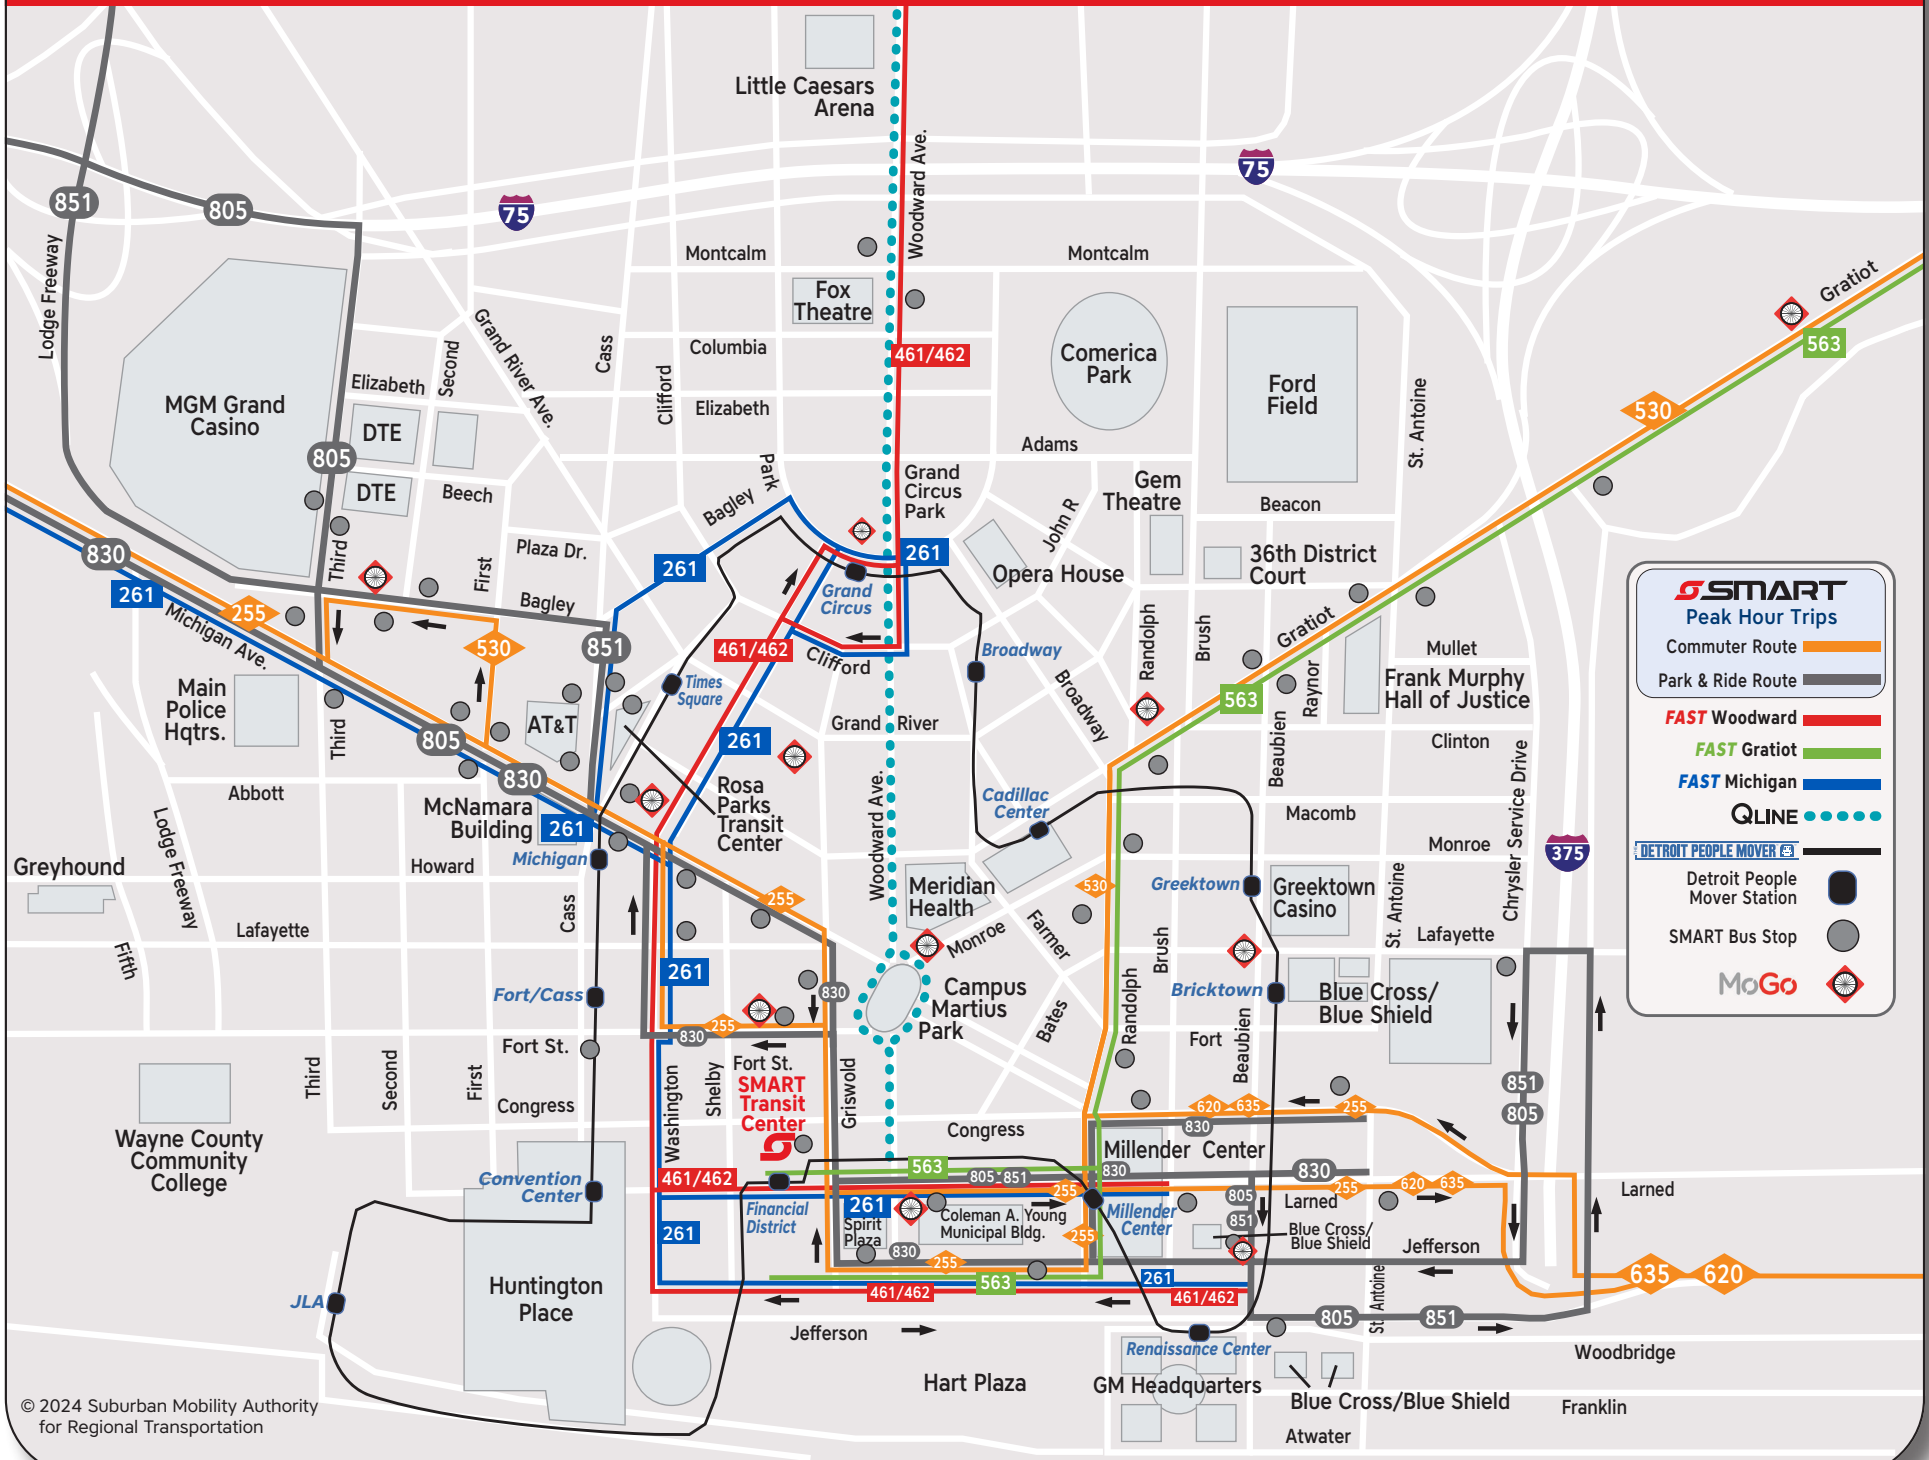 Little Caesars
Arena
Woodward Ave.
75
75
851
805
Lodge Freeway
Montcalm
Montcalm
Gratiot
Fox
Theatre
563
461/462
Columbia
Cass
Second
Grand River Ave.
Elizabeth
Clifford
Elizabeth
Comerica
Park
Ford
Field
St. Antoine
530
MGM Grand
Casino
DTE
805
DTE
Beech
Adams
Park
Bagley
Grand
Circus
Park
Gem
Theatre
John R
Beacon
830
261
255
Michigan Ave.
Third
First
Plaza Dr.
Bagley
261
261
Grand
Circus
Opera House
36th District
Court
530
851
461/462
Clifford
Broadway
Randolph
Brush
Gratiot
Mullet
Raynor
Frank Murphy
Hall of Justice
Times
Square
Broadway
563
Main
Police
Hqtrs.
Third
805
AT&T
261
Grand River
Clinton
Beaubien
Chrysler Service Drive
830
Abbott
Lodge Freeway
McNamara
Building
261
Rosa
Parks
Transit
Center
Woodward Ave.
Cadillac
Center
Macomb
Monroe
375
SMART
Peak Hour Trips
Commuter Route
Park & Ride Route
FAST Woodward
FAST Gratiot
FAST Michigan
QLINE
DETROIT PEOPLE MOVER
Detroit People
Mover Station
SMART Bus Stop
MoGo
Greyhound
Howard
Michigan
Meridian
Health
530
Greektown
Greektown
Casino
255
Cass
Lafayette
Fifth
Monroe
Farmer
Brush
St. Antoine
Lafayette
261
Fort/Cass
830
Campus
Martius
Park
Bates
Randolph
Bricktown
Blue Cross/
Blue Shield
Beaubien
255
830
Fort St.
Fort St.
Fort
Third
Second
First
Washington
Shelby
Griswold
SMART
Transit
Center
Congress
Congress
851
805
620
635
255
830
Wayne County
Community
College
Millender Center
Convention
Center
461/462
563
805
851
830
830
255
620
635
255
Larned
Larned
805
851
261
Financial
District
261
Spirit
Plaza
Coleman A. Young
Municipal Bldg.
Millender
Center
255
Blue Cross/
Blue Shield
Jefferson
830
255
563
261
461/462
461/462
635
620
Huntington
Place
JLA
St. Antoine
805
851
Jefferson
Renaissance Center
Woodbridge
Hart Plaza
GM Headquarters
Blue Cross/Blue Shield
Franklin
Atwater
© 2024 Suburban Mobility Authority
for Regional Transportation